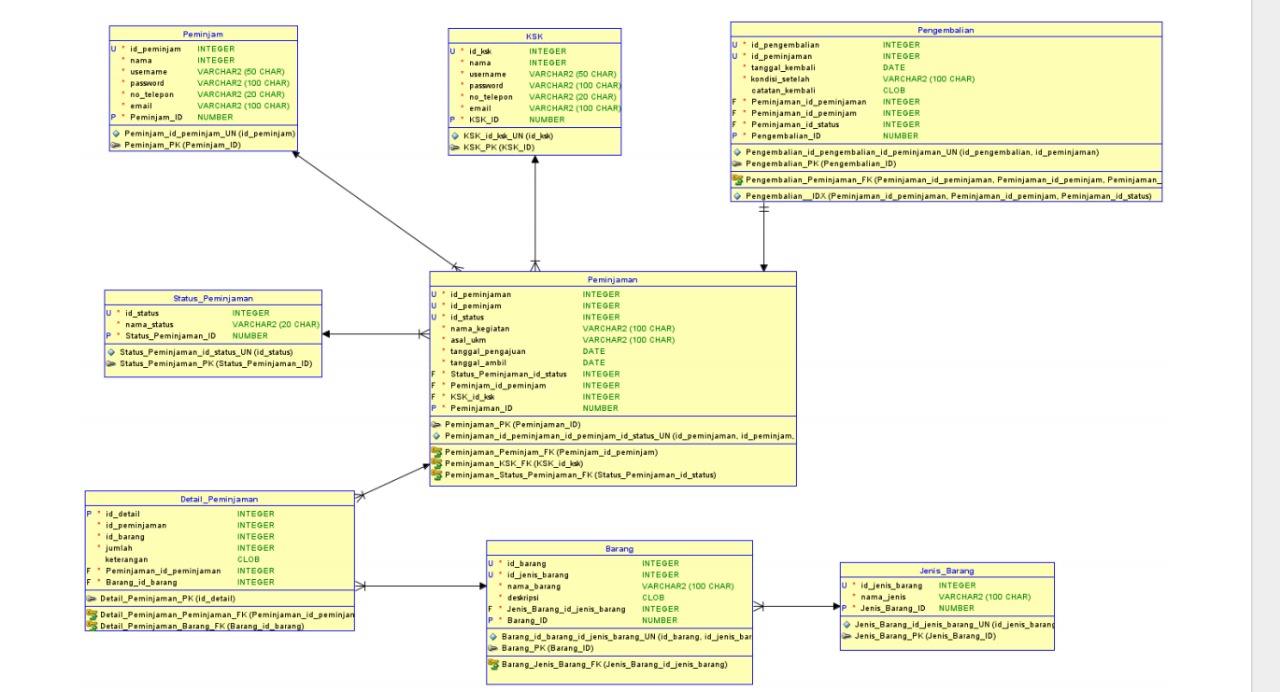 Peminjam
U * id_peminjam INTEGER
* nama INTEGER
* username VARCHAR2 (50 CHAR)
* password VARCHAR2 (100 CHAR)
* no_telepon VARCHAR2 (20 CHAR)
* email VARCHAR2 (100 CHAR)
P * Peminjam_ID NUMBER
Peminjam_id_peminjam_UN (id_peminjam)
Peminjam_PK (Peminjam_ID)
KSK
U * id_ksk INTEGER
* nama INTEGER
* username VARCHAR2 (50 CHAR)
* password VARCHAR2 (100 CHAR)
* no_telepon VARCHAR2 (20 CHAR)
* email VARCHAR2 (100 CHAR)
P * KSK_ID NUMBER
KSK_id_ksk_UN (id_ksk)
KSK_PK (KSK_ID)
Pengembalian
U * id_pengembalian INTEGER
U * id_peminjaman INTEGER
* tanggal_kembali DATE
* kondisi_setelah VARCHAR2 (100 CHAR)
catatan_kembali CLOB
F * Peminjaman_id_peminjaman INTEGER
F * Peminjaman_id_peminjam INTEGER
F * Peminjaman_id_status INTEGER
P * Pengembalian_ID NUMBER
Pengembalian_id_pengembalian_id_peminjaman_UN (id_pengembalian, id_peminjaman)
Pengembalian_PK (Pengembalian_ID)
Pengembalian_Peminjaman_FK (Peminjaman_id_peminjaman, Peminjaman_id_peminjam, Peminjaman_
Pengembalian__IDX (Peminjaman_id_peminjaman, Peminjaman_id_peminjam, Peminjaman_id_status)
Status_Peminjaman
U * id_status INTEGER
* nama_status VARCHAR2 (20 CHAR)
P * Status_Peminjaman_ID NUMBER
Status_Peminjaman_id_status_UN (id_status)
Status_Peminjaman_PK (Status_Peminjaman_ID)
Peminjaman
U * id_peminjaman INTEGER
U * id_peminjam INTEGER
U * id_status INTEGER
* nama_kegiatan VARCHAR2 (100 CHAR)
* asal_ukm VARCHAR2 (100 CHAR)
* tanggal_pengajuan DATE
* tanggal_ambil DATE
F * Status_Peminjaman_id_status INTEGER
F * Peminjam_id_peminjam INTEGER
F * KSK_id_ksk INTEGER
P * Peminjaman_ID NUMBER
Peminjaman_PK (Peminjaman_ID)
Peminjaman_id_peminjaman_id_peminjam_id_status_UN (id_peminjaman, id_peminjam,
Peminjaman_Peminjam_FK (Peminjam_id_peminjam)
Peminjaman_KSK_FK (KSK_id_ksk)
Peminjaman_Status_Peminjaman_FK (Status_Peminjaman_id_status)
Detail_Peminjaman
P * id_detail INTEGER
* id_peminjaman INTEGER
* id_barang INTEGER
* jumlah INTEGER
keterangan CLOB
F * Peminjaman_id_peminjaman INTEGER
F * Barang_id_barang INTEGER
Detail_Peminjaman_PK (id_detail)
Detail_Peminjaman_Peminjaman_FK (Peminjaman_id_peminjan
Detail_Peminjaman_Barang_FK (Barang_id_barang)
Barang
U * id_barang INTEGER
U * id_jenis_barang INTEGER
* nama_barang VARCHAR2 (100 CHAR)
* deskripsi CLOB
F * Jenis_Barang_id_jenis_barang INTEGER
P * Barang_ID NUMBER
Barang_id_barang_id_jenis_barang_UN (id_barang, id_jenis_bar
Barang_PK (Barang_ID)
Barang_Jenis_Barang_FK (Jenis_Barang_id_jenis_barang)
Jenis_Barang
U * id_jenis_barang INTEGER
* nama_jenis VARCHAR2 (100 CHAR)
P * Jenis_Barang_ID NUMBER
Jenis_Barang_id_jenis_barang_UN (id_jenis_barang
Jenis_Barang_PK (Jenis_Barang_ID)